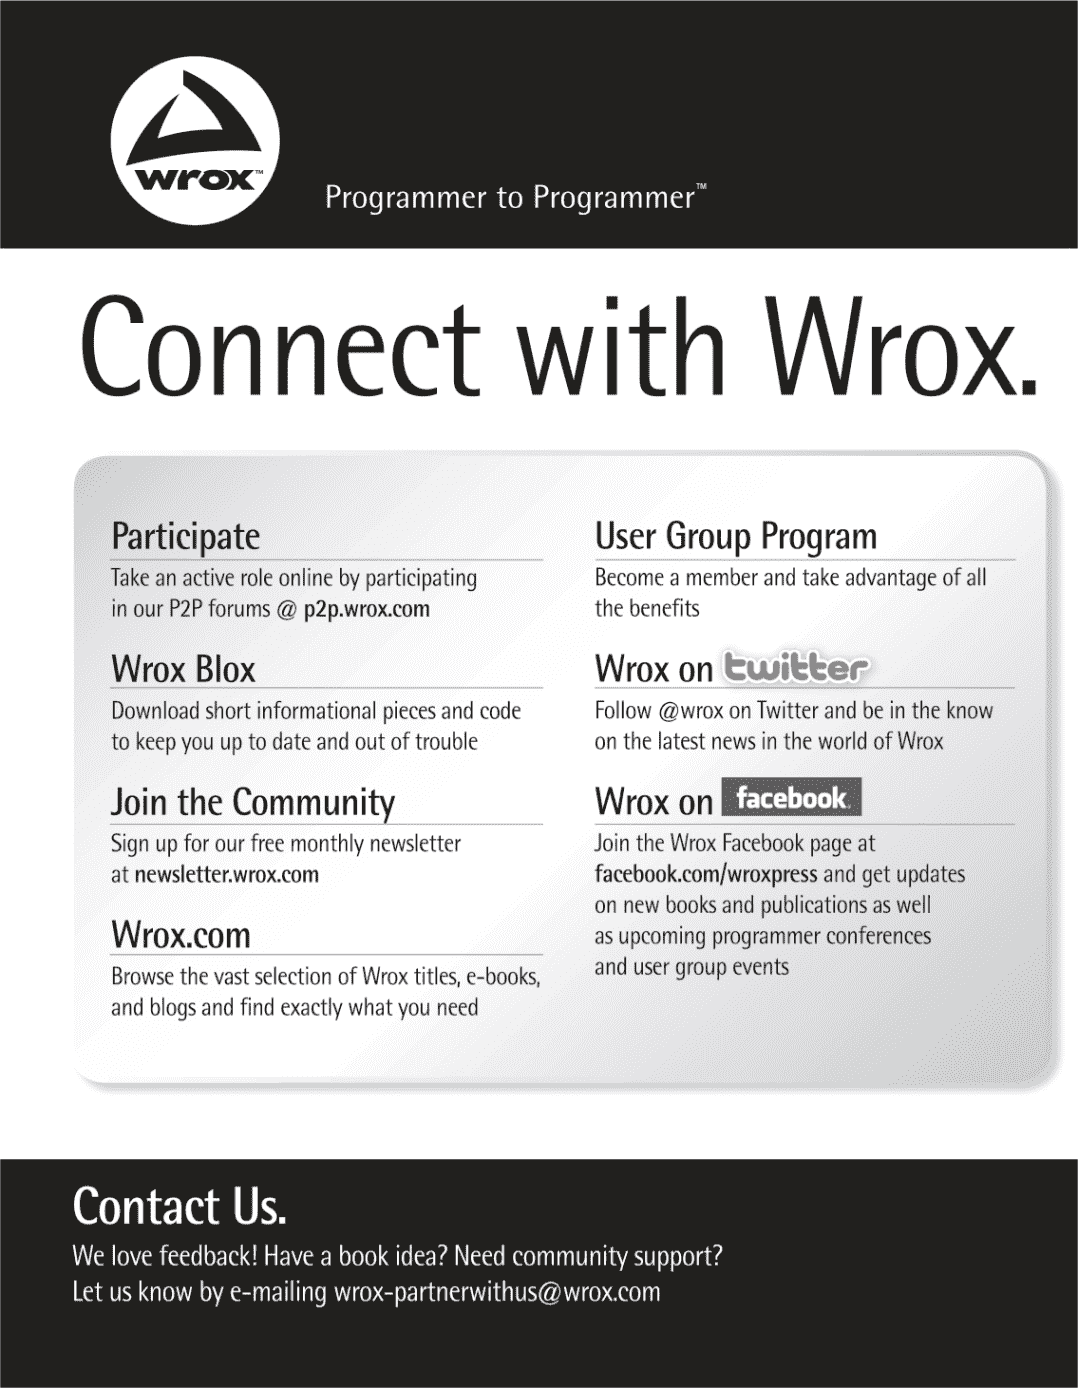 wrox™
Programmer to Programmer™
Connect with Wrox.
Participate
Take an active role online by participating
in our P2P forums @ p2p.wrox.com
Wrox Blox
Download short informational pieces and code
to keep you up to date and out of trouble
Join the Community
Sign up for our free monthly newsletter
at newsletter.wrox.com
Wrox.com
Browse the vast selection of Wrox titles, e-books,
and blogs and find exactly what you need
User Group Program
Become a member and take advantage of all
the benefits
Wrox on twitter
Follow @wrox on Twitter and be in the know
on the latest news in the world of Wrox
Wrox on facebook.
Join the Wrox Facebook page at
facebook.com/wroxpress and get updates
on new books and publications as well
as upcoming programmer conferences
and user group events
Contact Us.
We love feedback! Have a book idea? Need community support?
Let us know by e-mailing wrox-partnerwithus@wrox.com